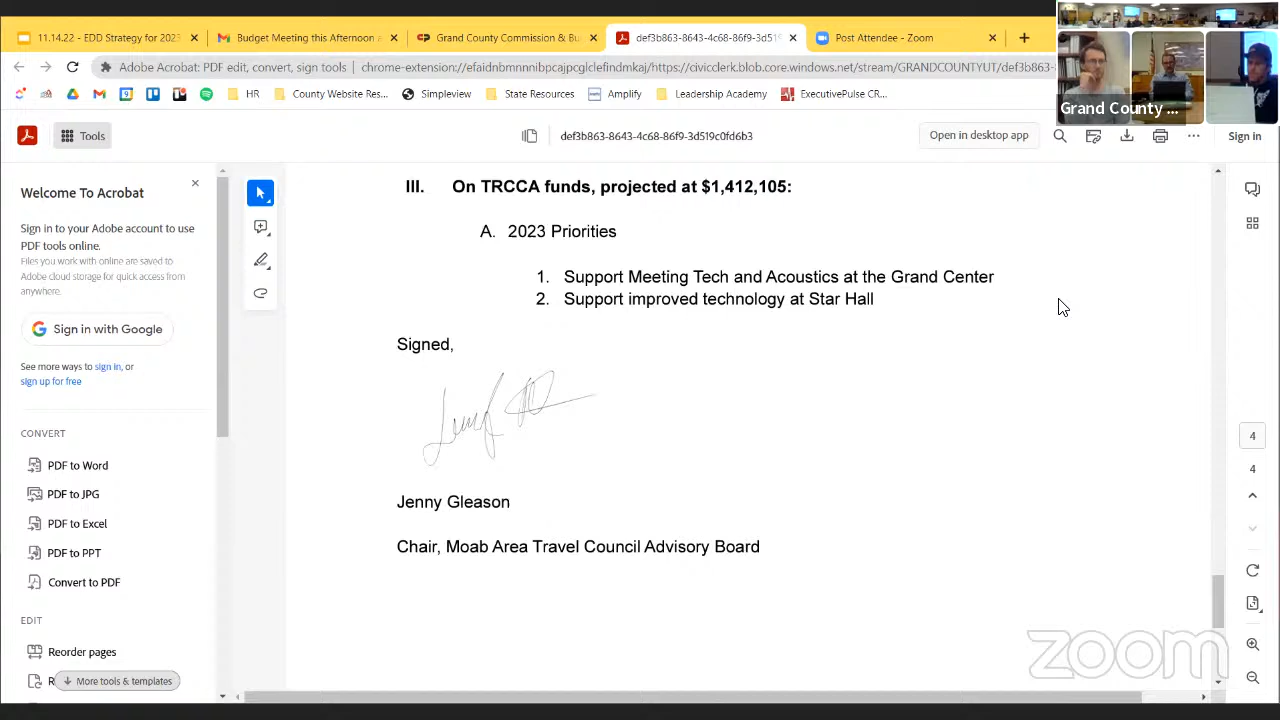 11.14.22 - EDD Strategy for 2023
Budget Meeting this Afternoon
Grand County Commission & Bu
def3b863-8643-4c68-86f9-3d51
Post Attendee - Zoom
Adobe Acrobat: PDF edit, convert, sign tools
chrome-extension://efaidnbmnnnibpcajpcglclefindmkaj/https://civicclerk.blob.core.windows.net/stream/GRANDCOUNTYUT/def3b863-
HR
County Website Res...
Simpleview
State Resources
Amplify
Leadership Academy
ExecutivePulse CR...
Grand County ...
Tools
def3b863-8643-4c68-86f9-3d519c0fd6b3
Open in desktop app
Sign in
Welcome To Acrobat
Sign in to your Adobe account to use
PDF tools online.
Files you work with online are saved to
Adobe cloud storage for quick access from
anywhere.
Sign in with Google
See more ways to sign in, or
sign up for free
CONVERT
PDF to Word
PDF to JPG
PDF to Excel
PDF to PPT
Convert to PDF
EDIT
Reorder pages
More tools & templates
III. On TRCCA funds, projected at $1,412,105:
A. 2023 Priorities
1. Support Meeting Tech and Acoustics at the Grand Center
2. Support improved technology at Star Hall
Signed,
Jenny Gleason
Chair, Moab Area Travel Council Advisory Board
4
4
zoom